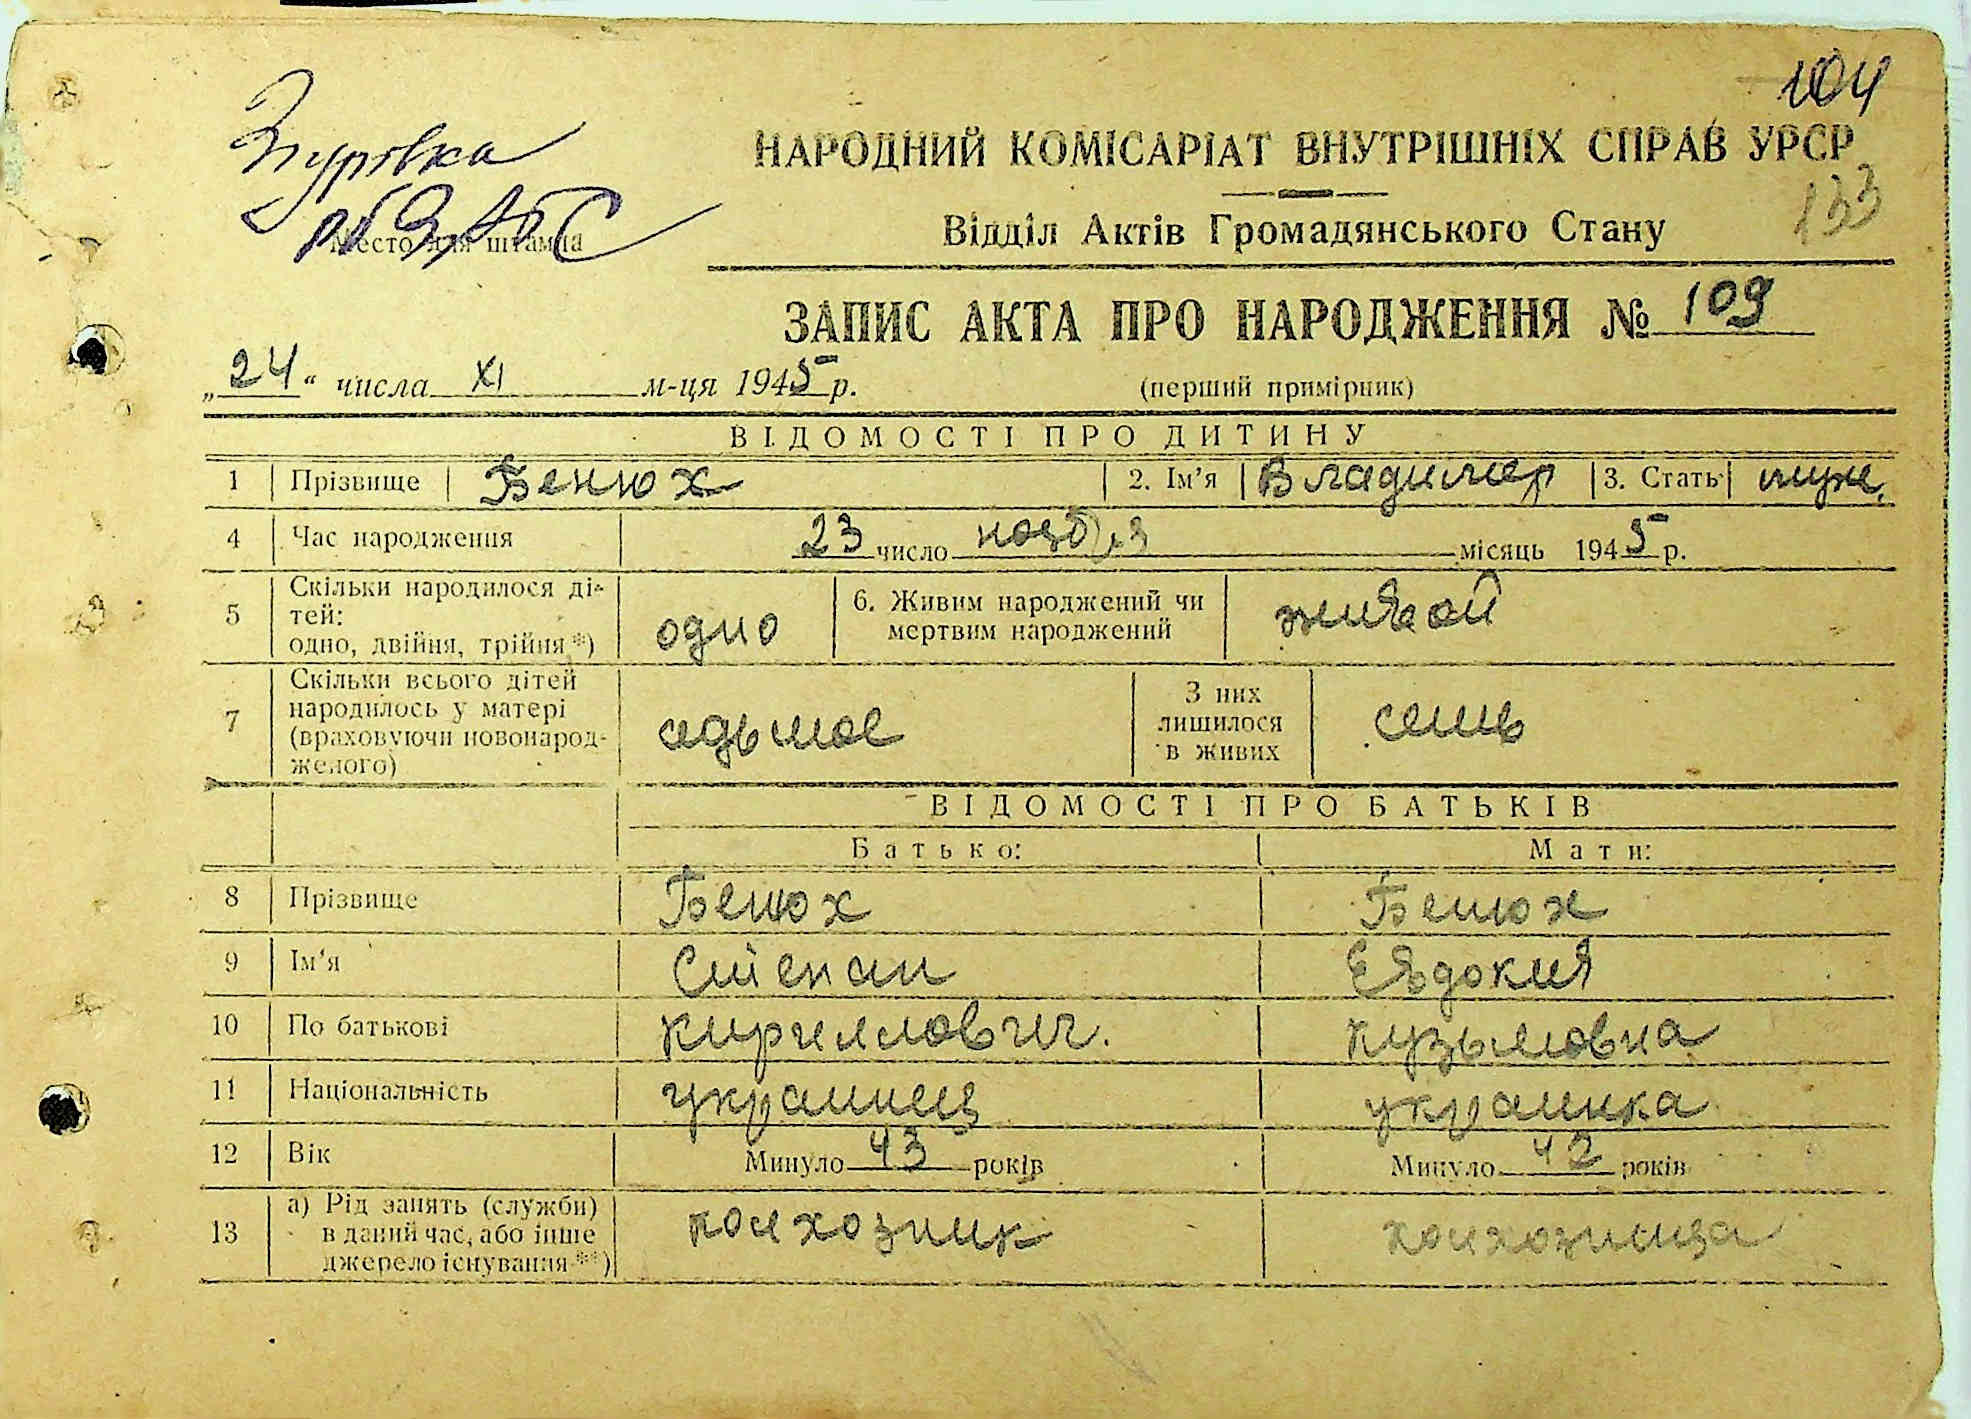 104
Згурівка
НАРОДНИЙ КОМІСАРІАТ ВНУТРІШНІХ СПРАВ УРСР
133
Відділ Актів Громадянського Стану
Место для штампа
ЗАПИС АКТА ПРО НАРОДЖЕННЯ № 109
„24“ числа XI м-ця 1945 р. (перший примірник)
ВІДОМОСТІ ПРО ДИТИНУ
1 Прізвище Бенюх 2. Ім'я Владимир 3. Стать муж.
4 Час народження 23 число ноября місяць 1945 р.
5 Скільки народилося ді-
тей:
одно, двійня, трійня*) одно 6. Живим народжений чи
мертвим народжений живой
7 Скільки всього дітей
народилось у матері
(враховуючи новонарод-
женого) седьмое З них
лишилося
в живих семь
ВІДОМОСТІ ПРО БАТЬКІВ
Батько: Мати:
8 Прізвище Бенюх Бенюх
9 Ім'я Степан Евдокия
10 По батькові Кириллович. Кузьмовна
11 Національність украинец украинка
12 Вік Минуло 43 років Минуло 42 років
13 а) Рід занять (служби)
в даний час, або інше
джерело існування**) колхозник колхозница